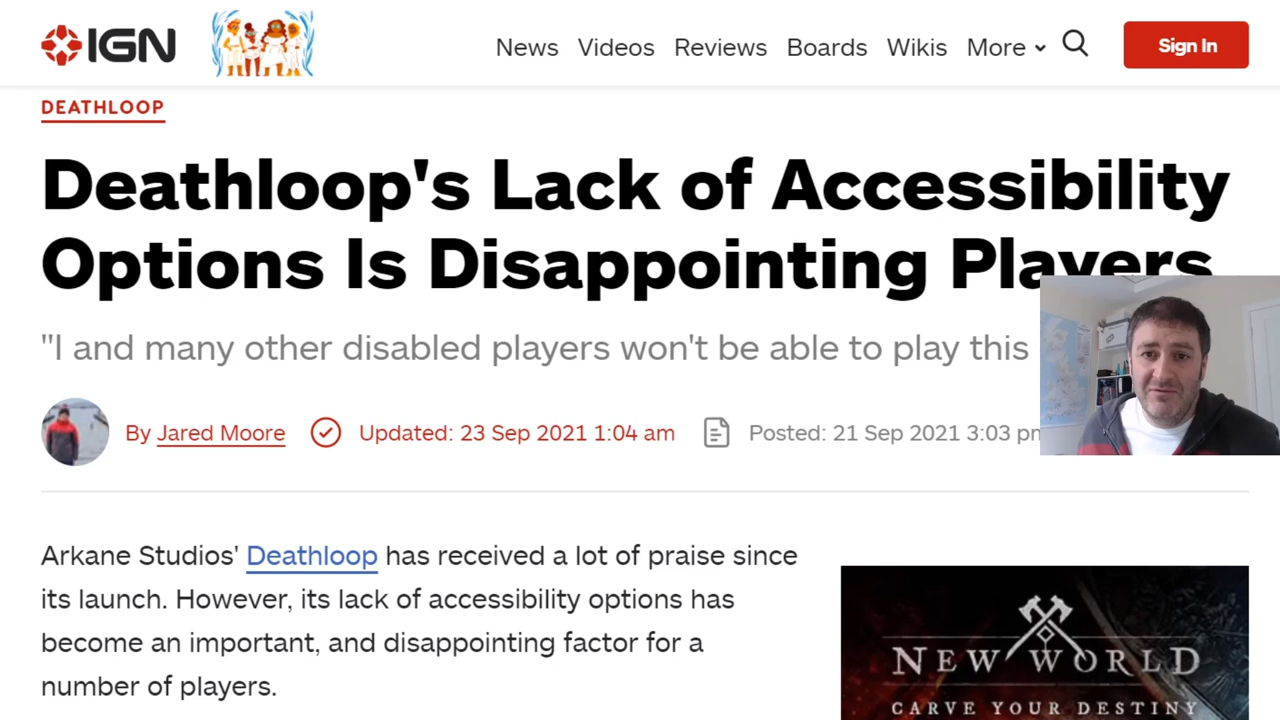 IGN
News Videos Reviews Boards Wikis More
Sign In
DEATHLOOP
Deathloop's Lack of Accessibility
Options Is Disappointing Players
"I and many other disabled players won't be able to play this
By Jared Moore
Updated: 23 Sep 2021 1:04 am
Posted: 21 Sep 2021 3:03 pm
Arkane Studios' Deathloop has received a lot of praise since
its launch. However, its lack of accessibility options has
become an important, and disappointing factor for a
number of players.
NEW WORLD
CARVE YOUR DESTINY